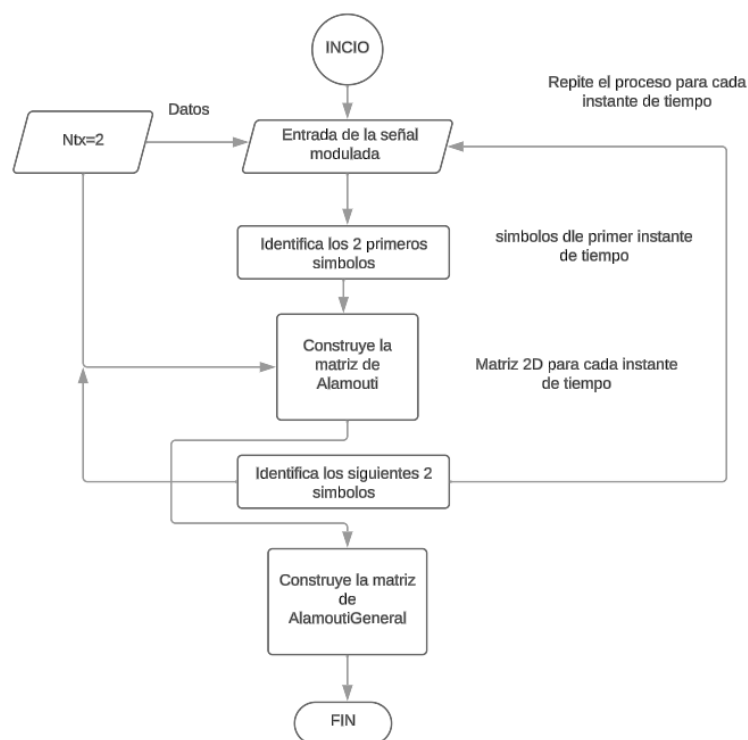 INCIO
Repite el proceso para cada
instante de tiempo
Datos
Ntx=2
Entrada de la señal
modulada
Identifica los 2 primeros
simbolos
simbolos dle primer instante
de tiempo
Construye la
matriz de
Alamouti
Matriz 2D para cada instante
de tiempo
Identifica los siguientes 2
simbolos
Construye la matriz
de
AlamoutiGeneral
FIN